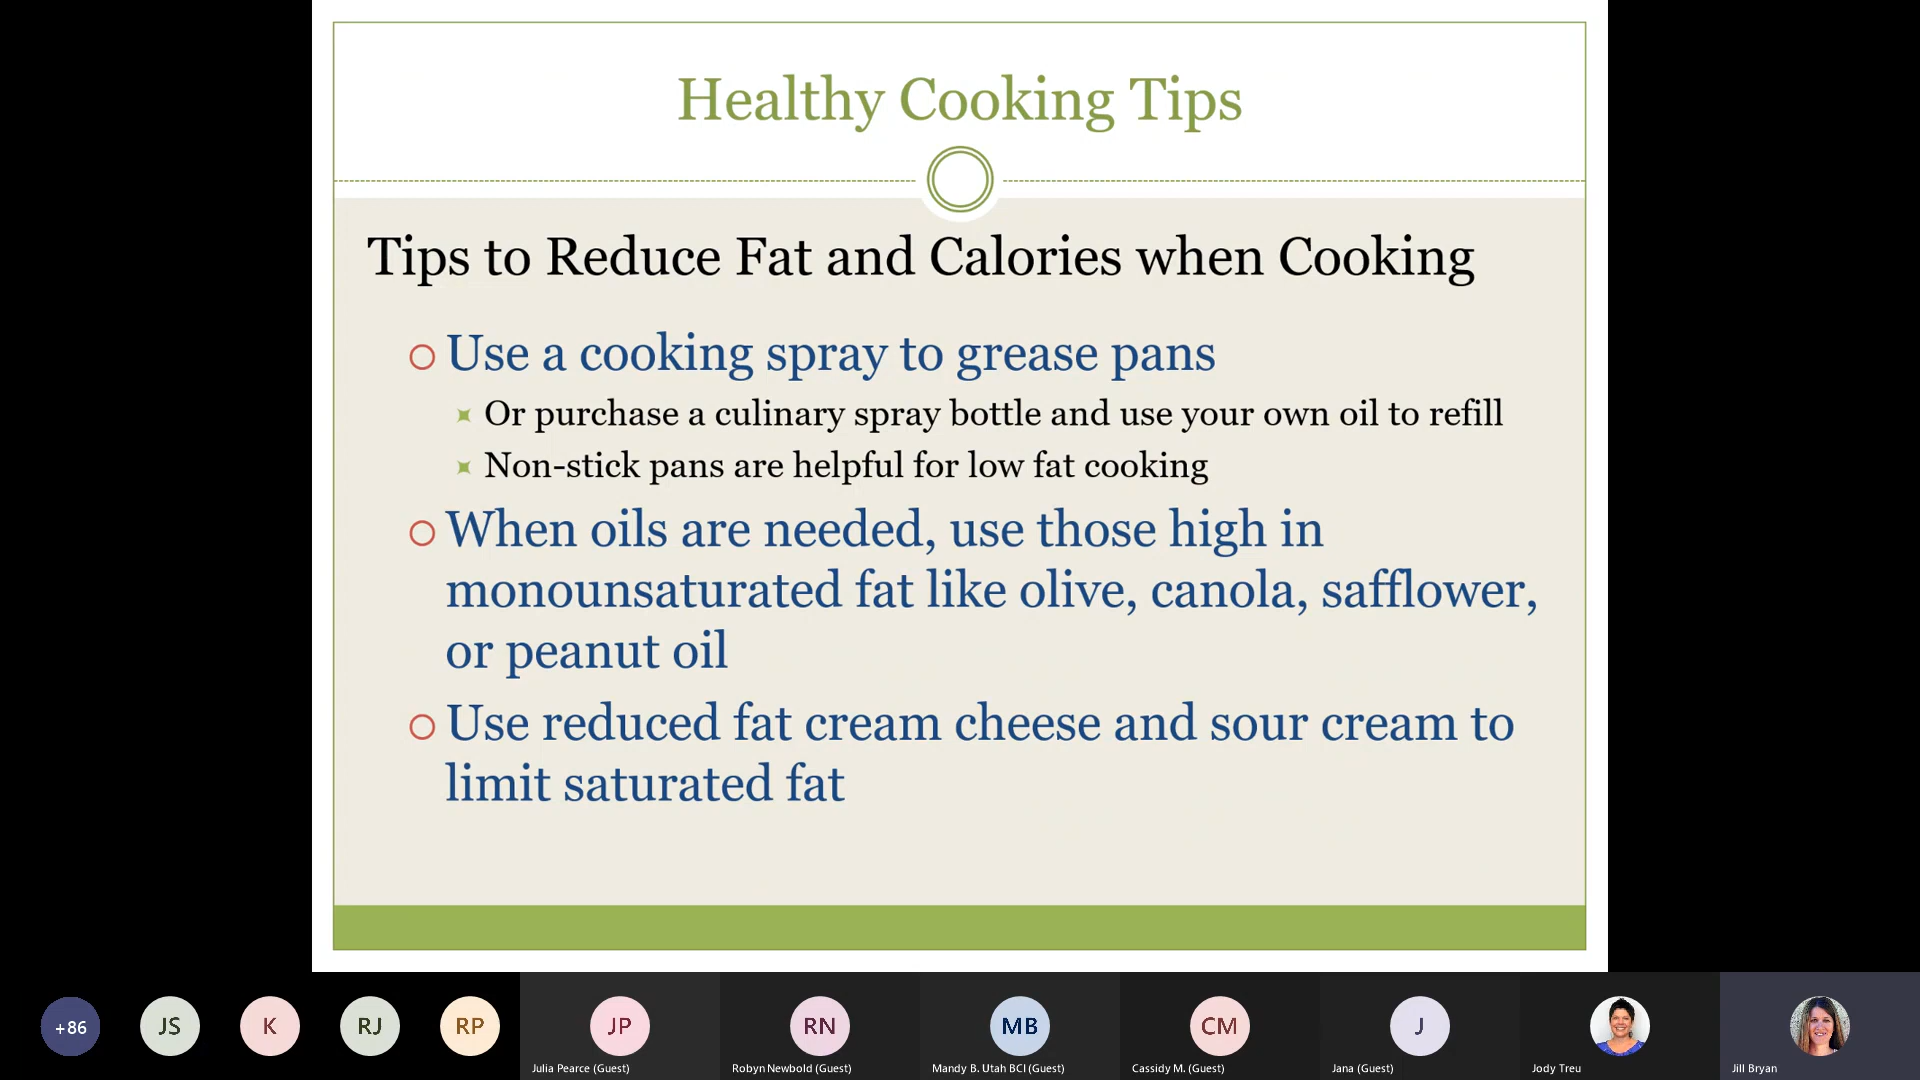 Healthy Cooking Tips
Tips to Reduce Fat and Calories when Cooking
Use a cooking spray to grease pans
Or purchase a culinary spray bottle and use your own oil to refill
Non-stick pans are helpful for low fat cooking
When oils are needed, use those high in
monounsaturated fat like olive, canola, safflower,
or peanut oil
Use reduced fat cream cheese and sour cream to
limit saturated fat
+86
JS
K
RJ
RP
JP
RN
MB
CM
J
Julia Pearce (Guest)
Robyn Newbold (Guest)
Mandy B. Utah BCI (Guest)
Cassidy M. (Guest)
Jana (Guest)
Jody Treu
Jill Bryan